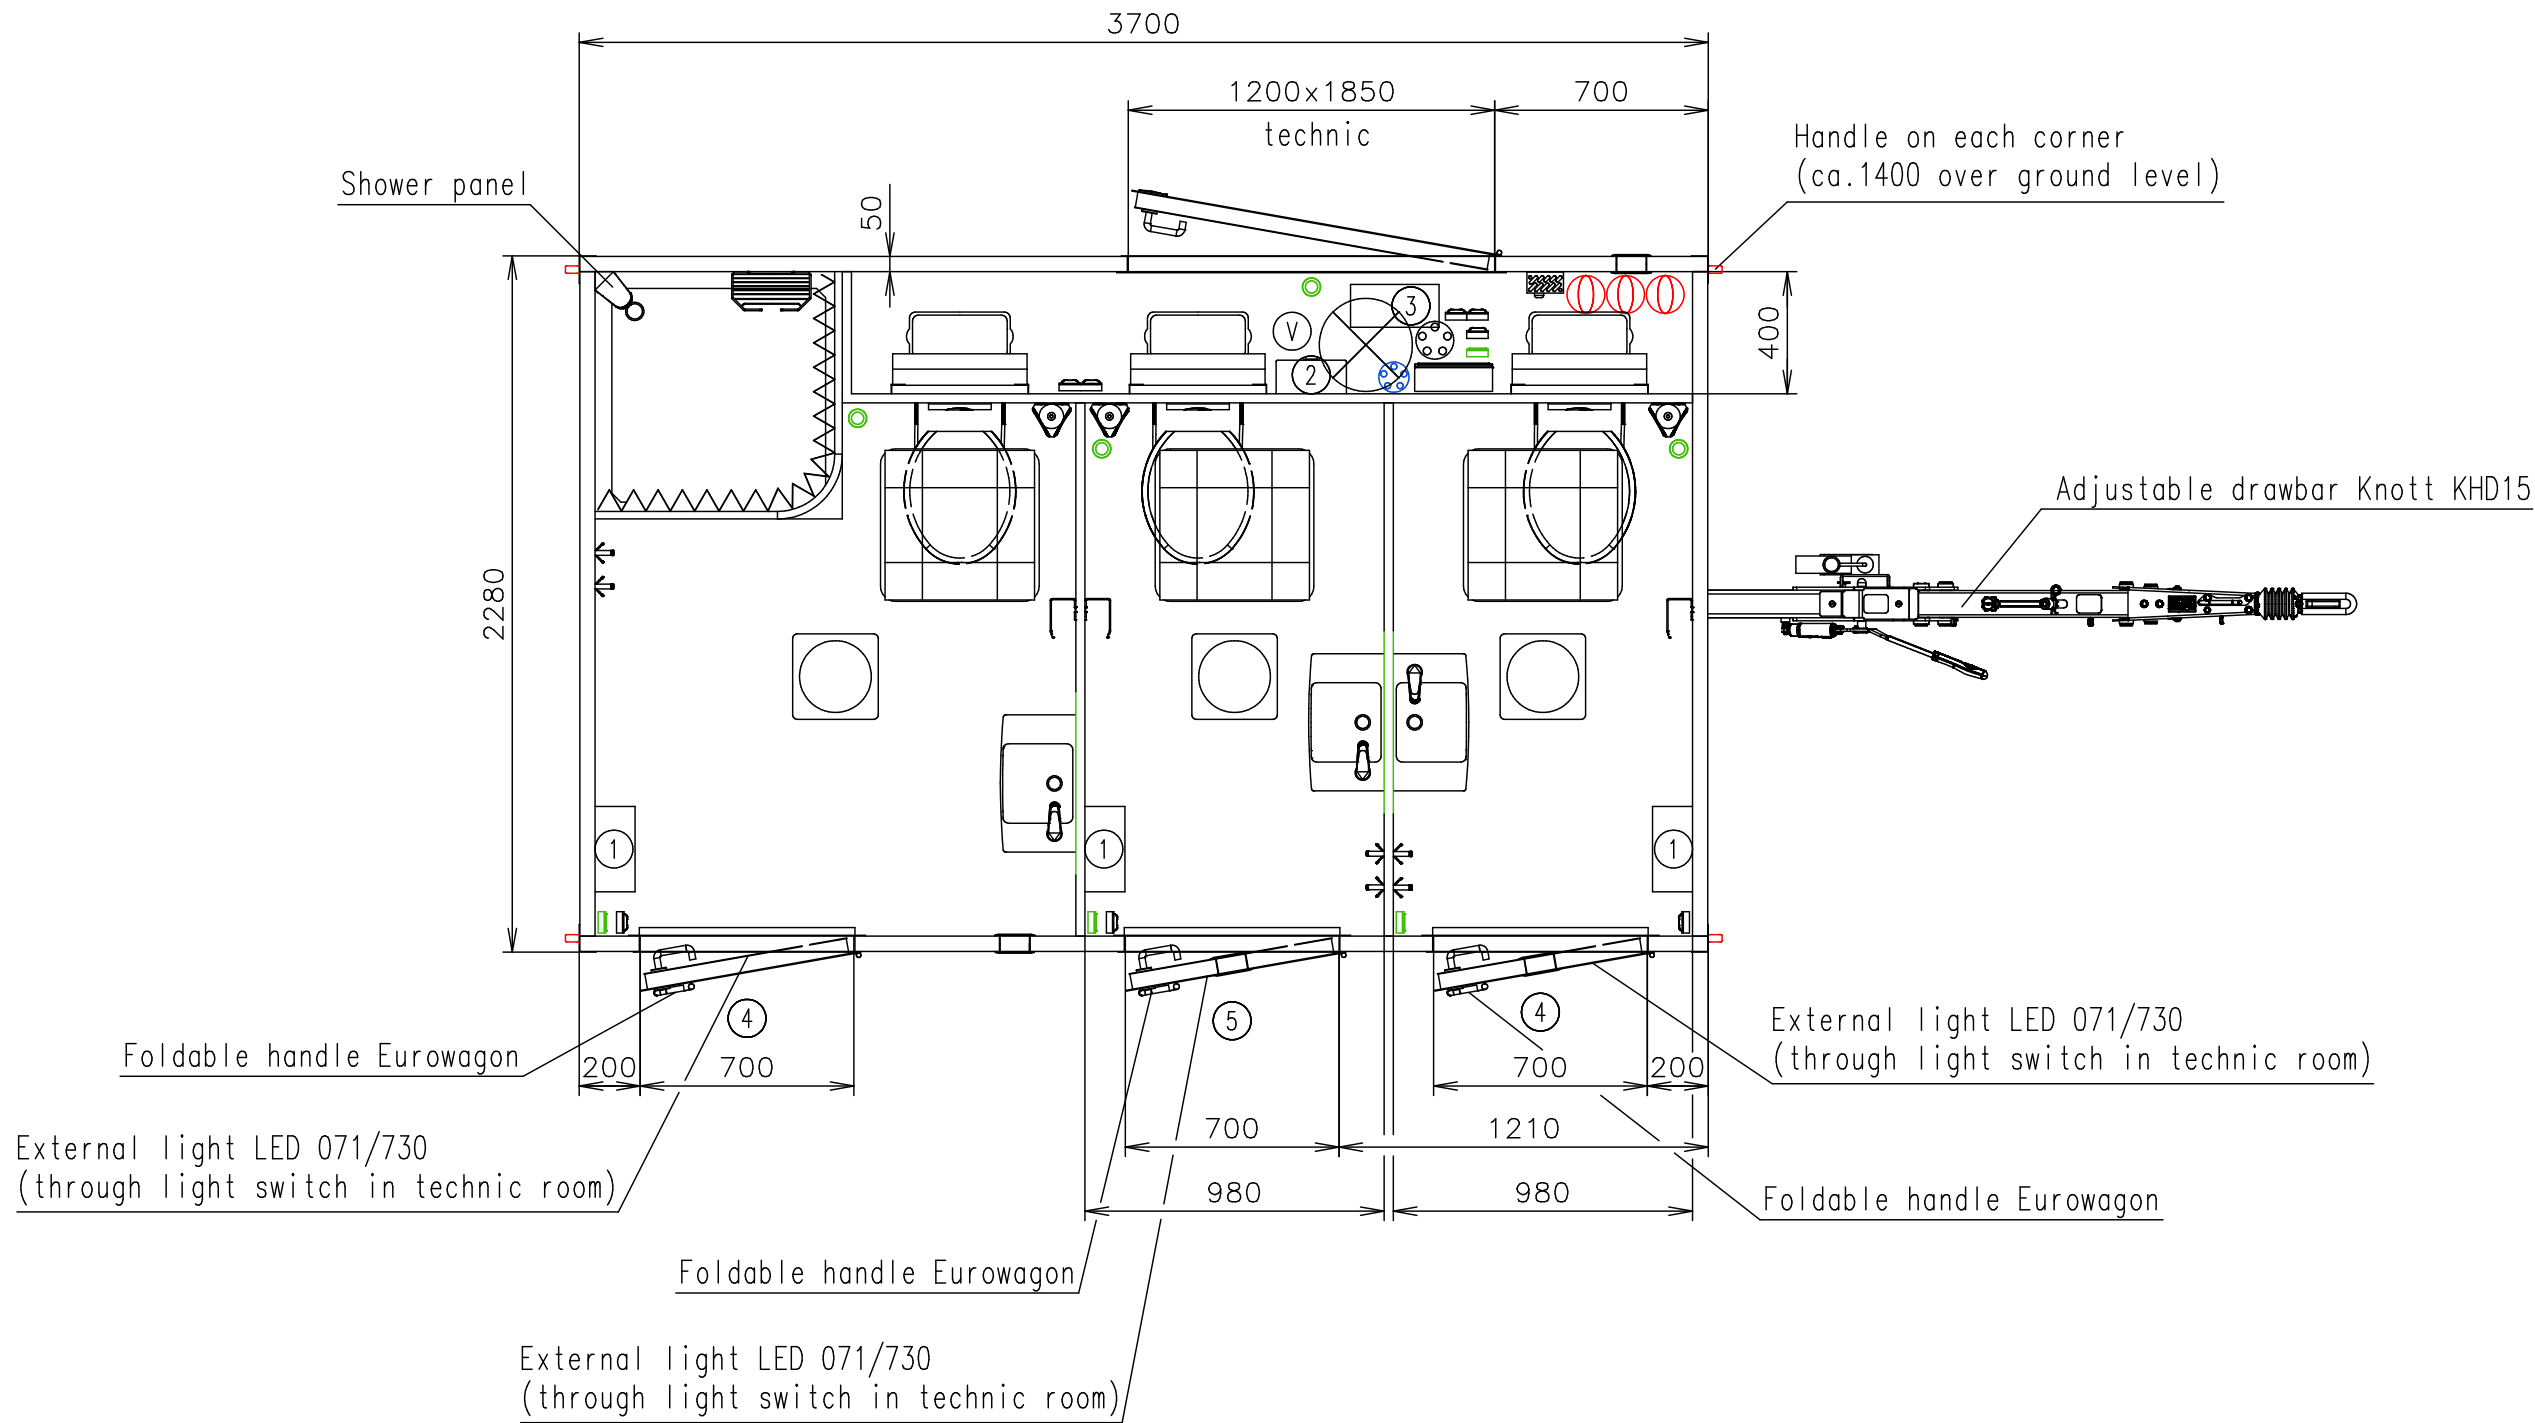 3700
1200x1850
700
technic
Handle on each corner
(ca.1400 over ground level)
Shower panel
50
3
V
400
2
Adjustable drawbar Knott KHD15
2280
1
1
1
4
5
4
External light LED 071/730
(through light switch in technic room)
Foldable handle Eurowagon
200
700
700
200
700
1210
External light LED 071/730
(through light switch in technic room)
980
980
Foldable handle Eurowagon
Foldable handle Eurowagon
External light LED 071/730
(through light switch in technic room)